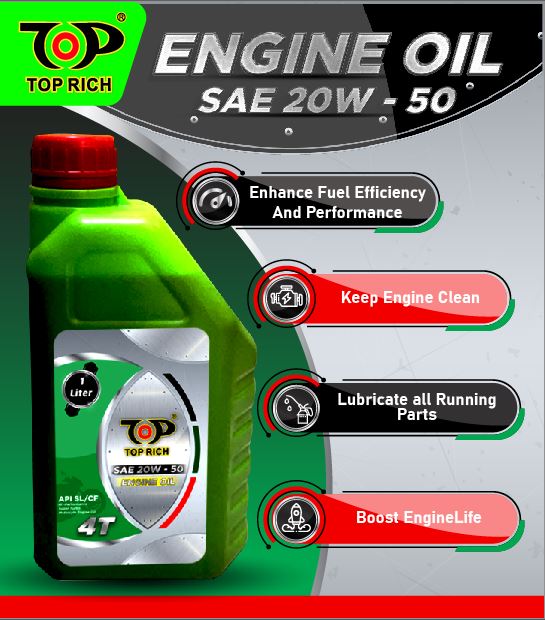 TOP
®
TOP RICH
ENGINE OIL
SAE 20W - 50
Enhance Fuel Efficiency
And Performance
Keep Engine Clean
Lubricate all Running
Parts
Boost EngineLife
1
Liter
TOP
TOP RICH
SAE 20W - 50
ENGINE OIL
API SL/CF
4T